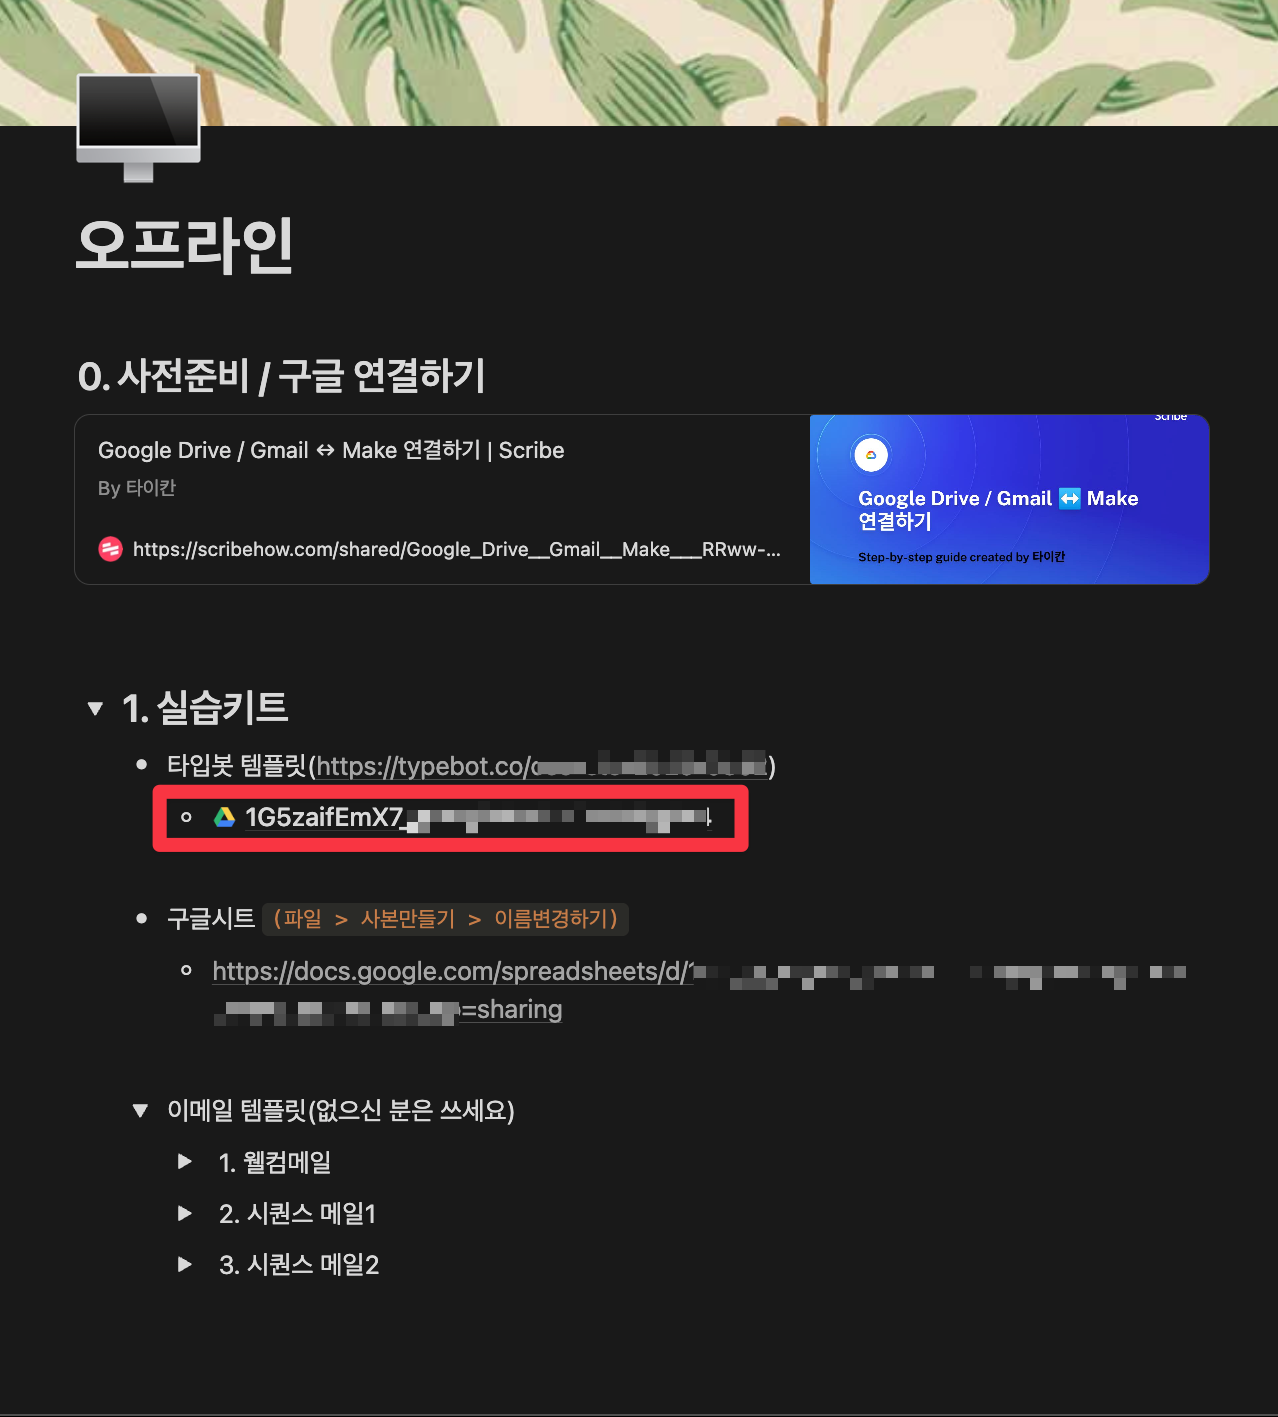 오프라인
0. 사전준비 / 구글 연결하기
Google Drive / Gmail ↔ Make 연결하기 | Scribe
By 타이칸
https://scribehow.com/shared/Google_Drive__Gmail__Make___RRww-...
Scribe
Google Drive / Gmail ↔ Make
연결하기
Step-by-step guide created by 타이칸
1. 실습키트
타입봇 템플릿(https://typebot.co/
1G5zaifEmX7_
구글시트 (파일 > 사본만들기 > 이름변경하기)
https://docs.google.com/spreadsheets/d/
=sharing
이메일 템플릿(없으신 분은 쓰세요)
1. 웰컴메일
2. 시퀀스 메일1
3. 시퀀스 메일2